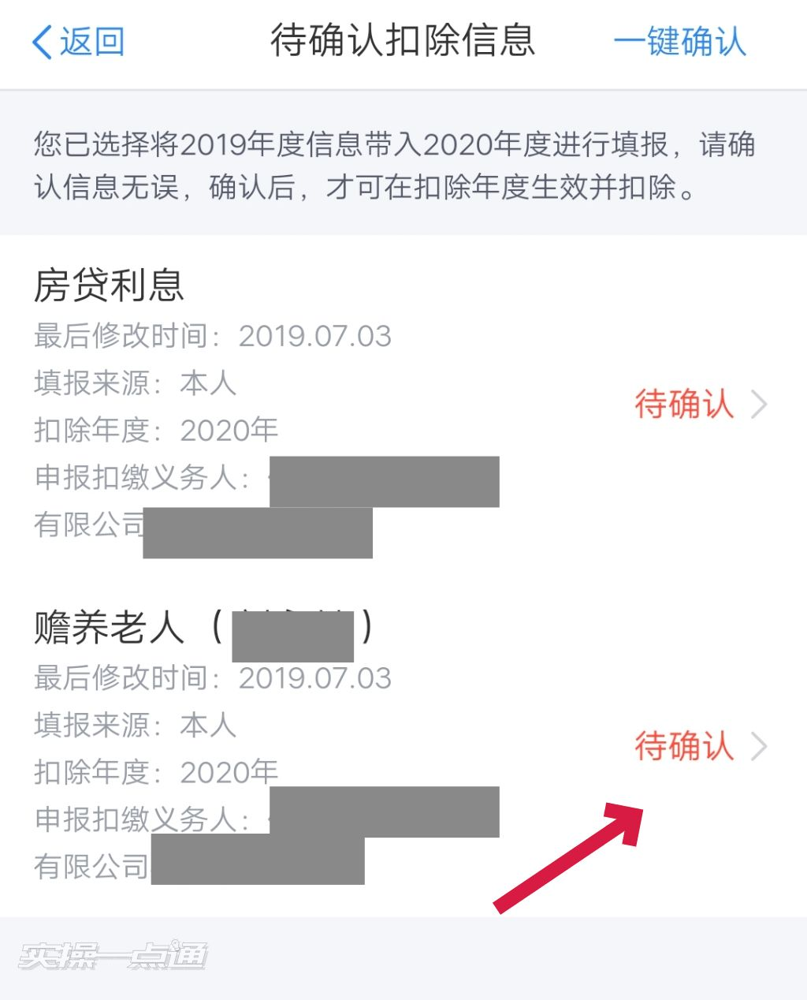 返回
待确认扣除信息
一键确认
您已选择将2019年度信息带入2020年度进行填报，请确
认信息无误，确认后，才可在扣除年度生效并扣除。
房贷利息
最后修改时间：2019.07.03
填报来源：本人
待确认
扣除年度：2020年
申报扣缴义务人：
有限公司
赡养老人（ ）
最后修改时间：2019.07.03
填报来源：本人
待确认
扣除年度：2020年
申报扣缴义务人：
有限公司
实操一点通